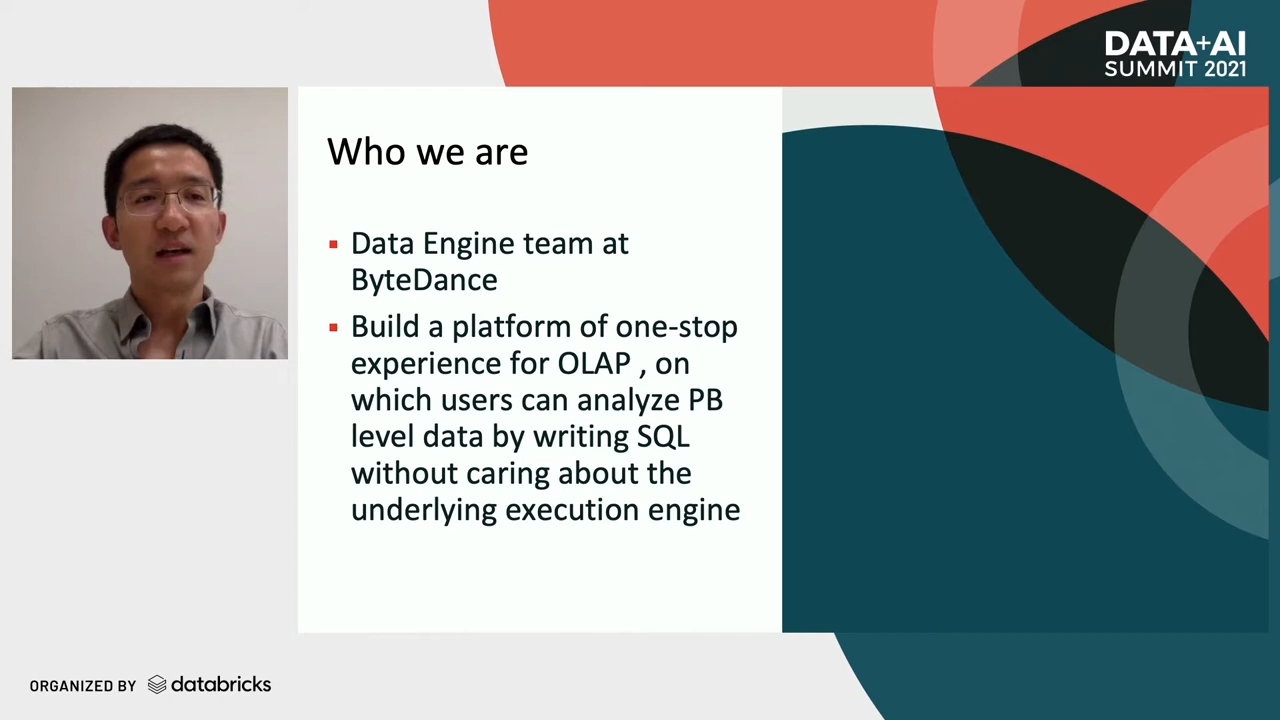 DATA+AI
SUMMIT 2021
Who we are
Data Engine team at
ByteDance
Build a platform of one-stop
experience for OLAP , on
which users can analyze PB
level data by writing SQL
without caring about the
underlying execution engine
ORGANIZED BY databricks